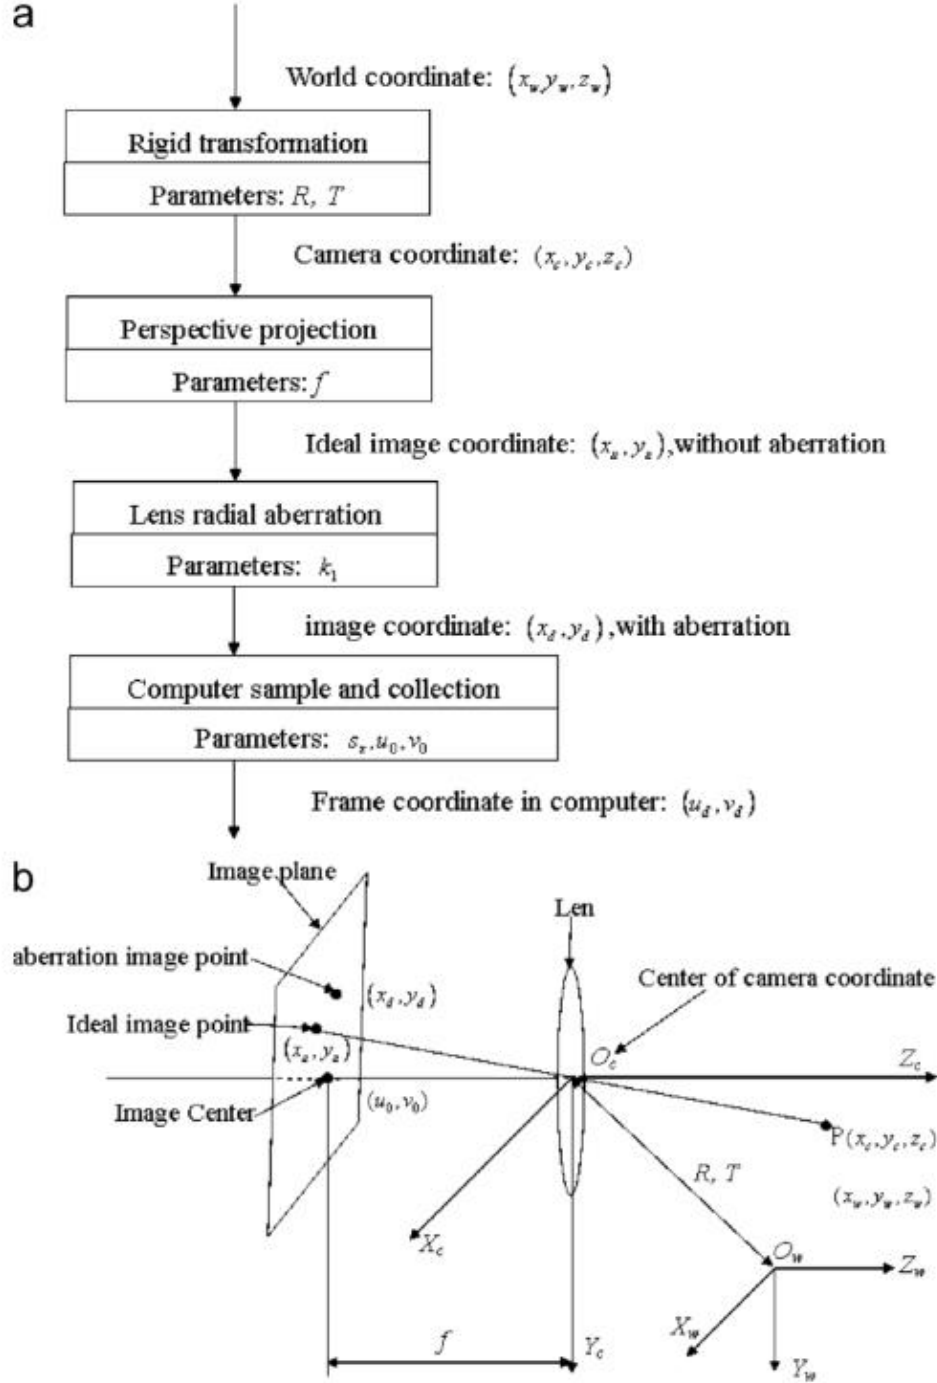 a
World coordinate: (x_w, y_w, z_w)
Rigid transformation
Parameters: R, T
Camera coordinate: (x_c, y_c, z_c)
Perspective projection
Parameters: f
Ideal image coordinate: (x_u, y_u),without aberration
Lens radial aberration
Parameters: k_1
image coordinate: (x_d, y_d),with aberration
Computer sample and collection
Parameters: s_x, u_0, v_0
Frame coordinate in computer: (u_d, v_d)
b
Image plane
Len
aberration image point
(x_d, y_d)
Center of camera coordinate
Ideal image point
(x_u, y_u)
O_c
Z_c
Image Center
(u_0, v_0)
P(x_c, y_c, z_c)
R, T
(x_w, y_w, z_w)
X_c
O_w
Z_w
X_w
f
Y_c
Y_w